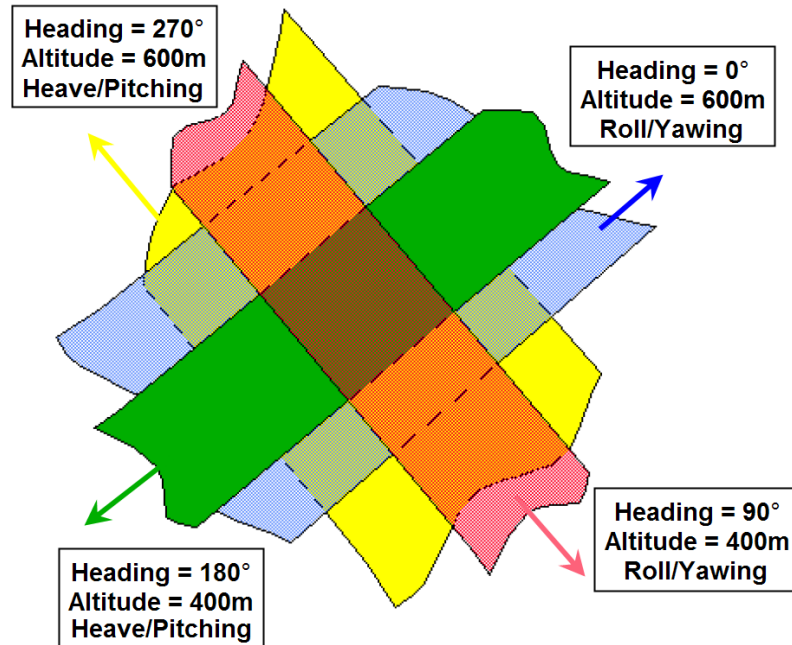 Heading = 270°
Altitude = 600m
Heave/Pitching
Heading = 0°
Altitude = 600m
Roll/Yawing
Heading = 90°
Altitude = 400m
Roll/Yawing
Heading = 180°
Altitude = 400m
Heave/Pitching